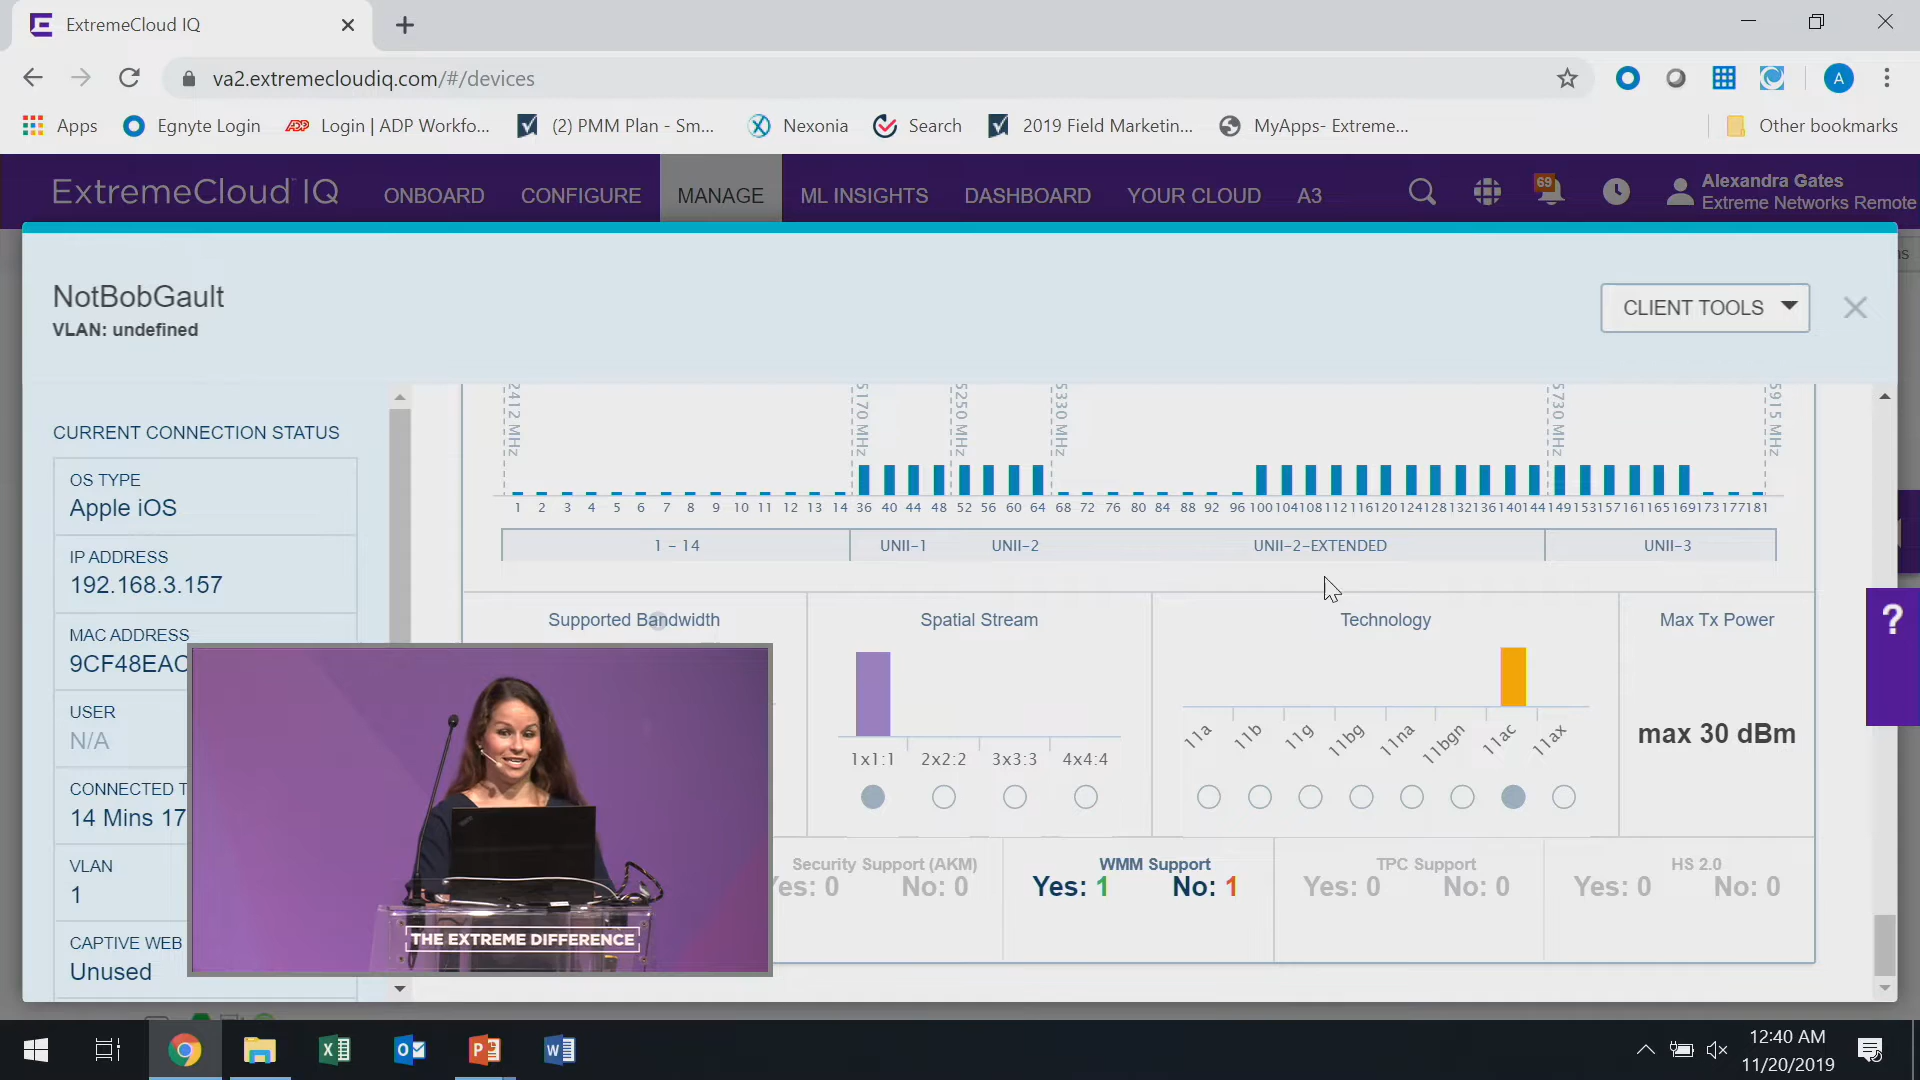 ExtremeCloud IQ
va2.extremecloudiq.com/#/devices
A
Apps
Egnyte Login
Login | ADP Workfo...
(2) PMM Plan - Sm...
Nexonia
Search
2019 Field Marketin...
MyApps- Extreme...
Other bookmarks
ExtremeCloud IQ
ONBOARD
CONFIGURE
MANAGE
ML INSIGHTS
DASHBOARD
YOUR CLOUD
A3
69
Alexandra Gates
Extreme Networks Remote
NotBobGault
VLAN: undefined
CLIENT TOOLS
CURRENT CONNECTION STATUS
OS TYPE
Apple iOS
IP ADDRESS
192.168.3.157
MAC ADDRESS
9CF48EAC
USER
N/A
CONNECTED T
14 Mins 17
VLAN
1
CAPTIVE WEB
Unused
2412 MHz
5170 MHz
5250 MHz
5330 MHz
5730 MHz
5915 MHz
1 2 3 4 5 6 7 8 9 10 11 12 13 14 36 40 44 48 52 56 60 64 68 72 76 80 84 88 92 96 100 104 108 112 116 120 124 128 132 136 140 144 149 153 157 161 165 169 173 177 181
1 - 14
UNII-1
UNII-2
UNII-2-EXTENDED
UNII-3
Supported Bandwidth
Spatial Stream
1x1:1 2x2:2 3x3:3 4x4:4
Technology
11a 11b 11g 11bg 11na 11bgn 11ac 11ax
Max Tx Power
max 30 dBm
Security Support (AKM)
Yes: 0 No: 0
WMM Support
Yes: 1 No: 1
TPC Support
Yes: 0 No: 0
HS 2.0
Yes: 0 No: 0
?
THE EXTREME DIFFERENCE
12:40 AM
11/20/2019